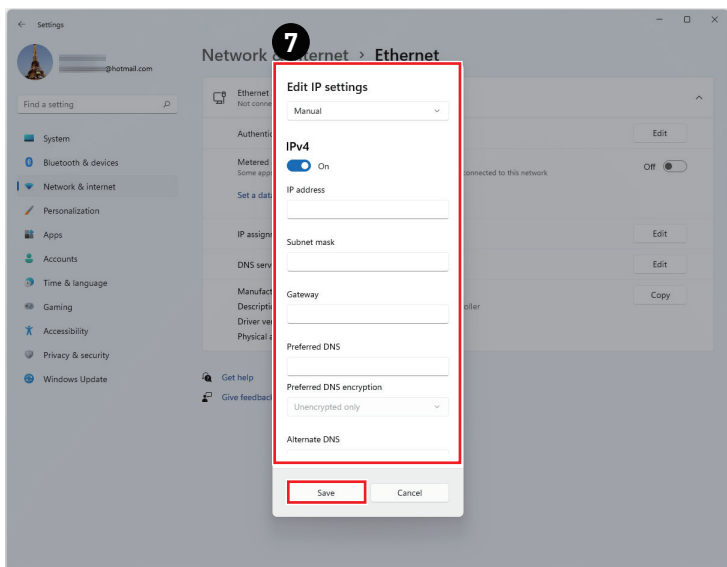 Settings
@hotmail.com
Find a setting
System
Bluetooth & devices
Network & internet
Personalization
Apps
Accounts
Time & language
Gaming
Accessibility
Privacy & security
Windows Update
Network & internet > Ethernet
7
Ethernet
Not conne
Authentic
Edit
Metered
Some app
connected to this network
Off
Set a data
IP assignm
Edit
DNS serv
Edit
Manufact
Copy
Descriptio
oller
Driver ver
Physical a
Get help
Give feedback
Edit IP settings
Manual
IPv4
On
IP address
Subnet mask
Gateway
Preferred DNS
Preferred DNS encryption
Unencrypted only
Alternate DNS
Save
Cancel